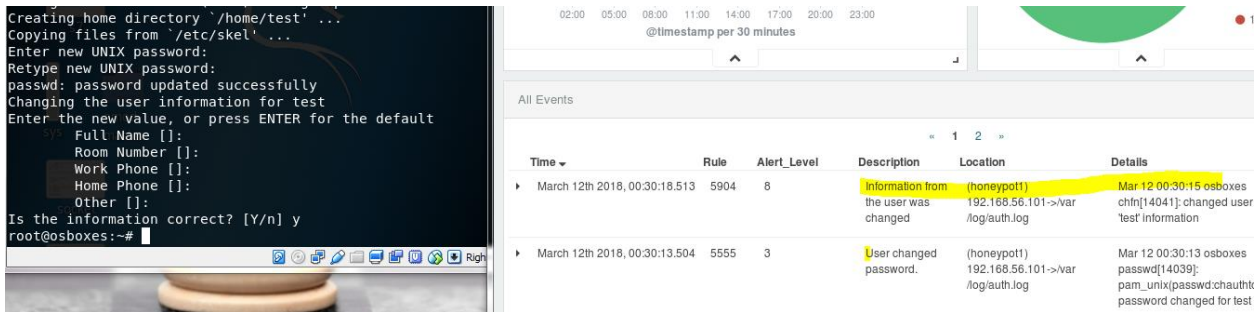 Creating home directory `/home/test' ...
Copying files from `/etc/skel' ...
Enter new UNIX password:
Retype new UNIX password:
passwd: password updated successfully
Changing the user information for test
Enter the new value, or press ENTER for the default
Full Name []:
Room Number []:
Work Phone []:
Home Phone []:
Other []:
Is the information correct? [Y/n] y
root@osboxes:~#
Righ
02:00 05:00 08:00 11:00 14:00 17:00 20:00 23:00
@timestamp per 30 minutes
All Events
« 1 2 »
Time Rule Alert_Level Description Location Details
March 12th 2018, 00:30:18.513 5904 8 Information from (honeypot1) Mar 12 00:30:15 osboxes
the user was 192.168.56.101->/var chfn[14041]: changed user
changed /log/auth.log 'test' information
March 12th 2018, 00:30:13.504 5555 3 User changed (honeypot1) Mar 12 00:30:13 osboxes
password. 192.168.56.101->/var passwd[14039]:
/log/auth.log pam_unix(passwd:chauthto
password changed for test